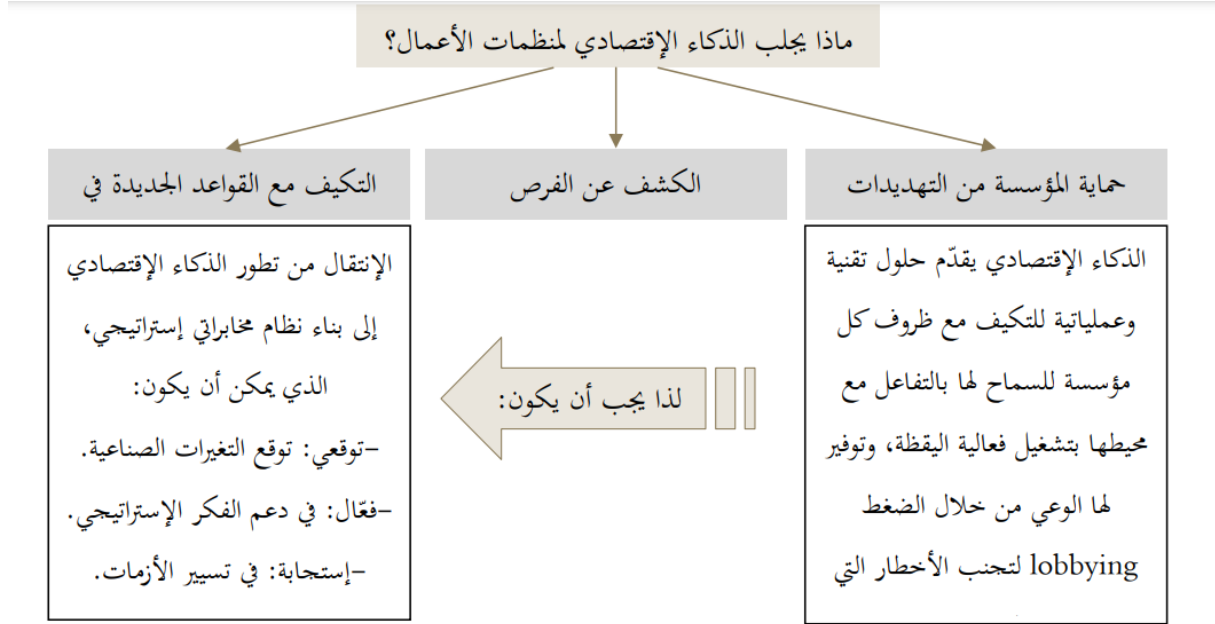 ماذا يجلب الذكاء الإقتصادي لمنظمات الأعمال؟
حماية المؤسسة من التهديدات
الكشف عن الفرص
التكيف مع القواعد الجديدة في
الذكاء الإقتصادي يقدّم حلول تقنية
وعملياتية للتكيف مع ظروف كل
مؤسسة للسماح لها بالتفاعل مع
محيطها بتشغيل فعالية اليقظة، وتوفير
لها الوعي من خلال الضغط
lobbying لتجنب الأخطار التي
لذا يجب أن يكون:
الإنتقال من تطور الذكاء الإقتصادي
إلى بناء نظام مخابراتي إستراتيجي،
الذي يمكن أن يكون:
-توقعي: توقع التغيرات الصناعية.
-فعّال: في دعم الفكر الإستراتيجي.
-إستجابة: في تسيير الأزمات.